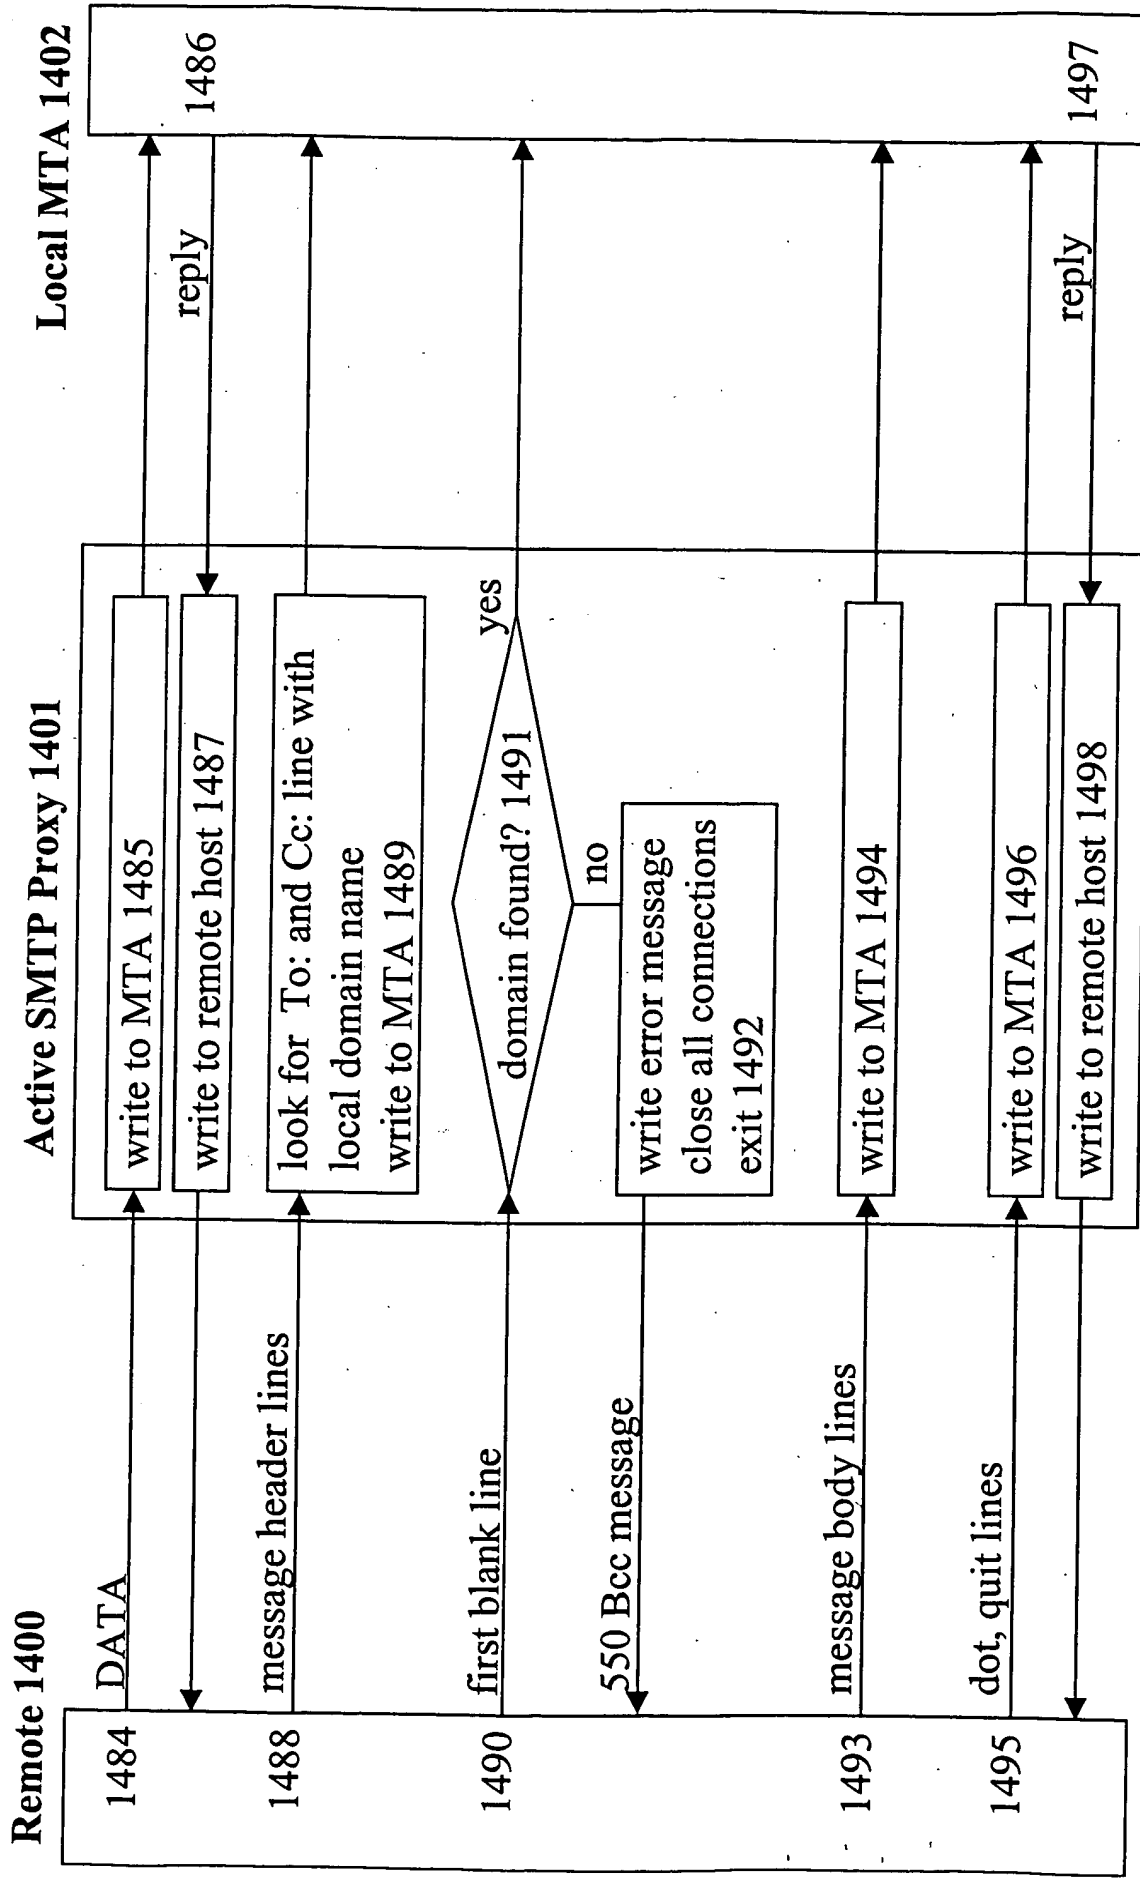 Remote 1400
Active SMTP Proxy 1401
Local MTA 1402
1484
DATA
write to MTA 1485
1486
reply
write to remote host 1487
1488
message header lines
look for To: and Cc: line with
local domain name
write to MTA 1489
1490
first blank line
domain found? 1491
yes
no
550 Bcc message
write error message
close all connections
exit 1492
1493
message body lines
write to MTA 1494
1495
dot, quit lines
write to MTA 1496
1497
reply
write to remote host 1498